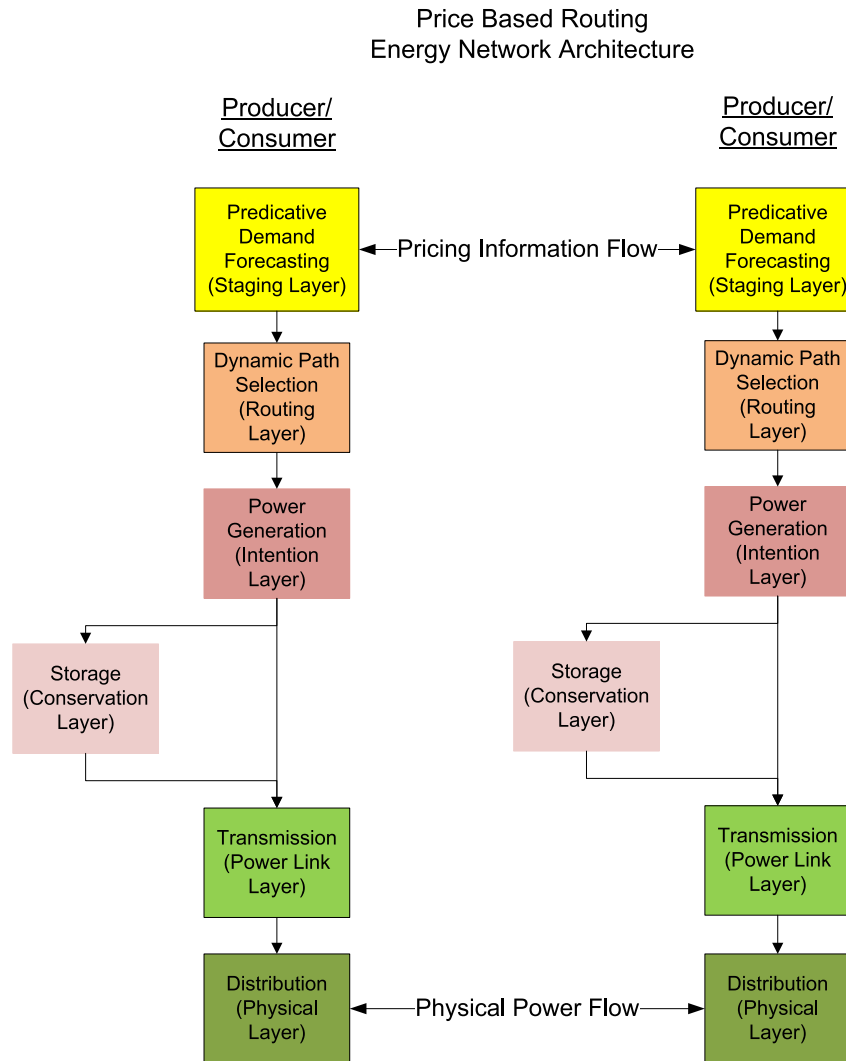 Price Based Routing
Energy Network Architecture
Producer/
Consumer
Producer/
Consumer
Predicative
Demand
Forecasting
(Staging Layer)
Pricing Information Flow
Predicative
Demand
Forecasting
(Staging Layer)
Dynamic Path
Selection
(Routing
Layer)
Dynamic Path
Selection
(Routing
Layer)
Power
Generation
(Intention
Layer)
Power
Generation
(Intention
Layer)
Storage
(Conservation
Layer)
Storage
(Conservation
Layer)
Transmission
(Power Link
Layer)
Transmission
(Power Link
Layer)
Distribution
(Physical
Layer)
Physical Power Flow
Distribution
(Physical
Layer)